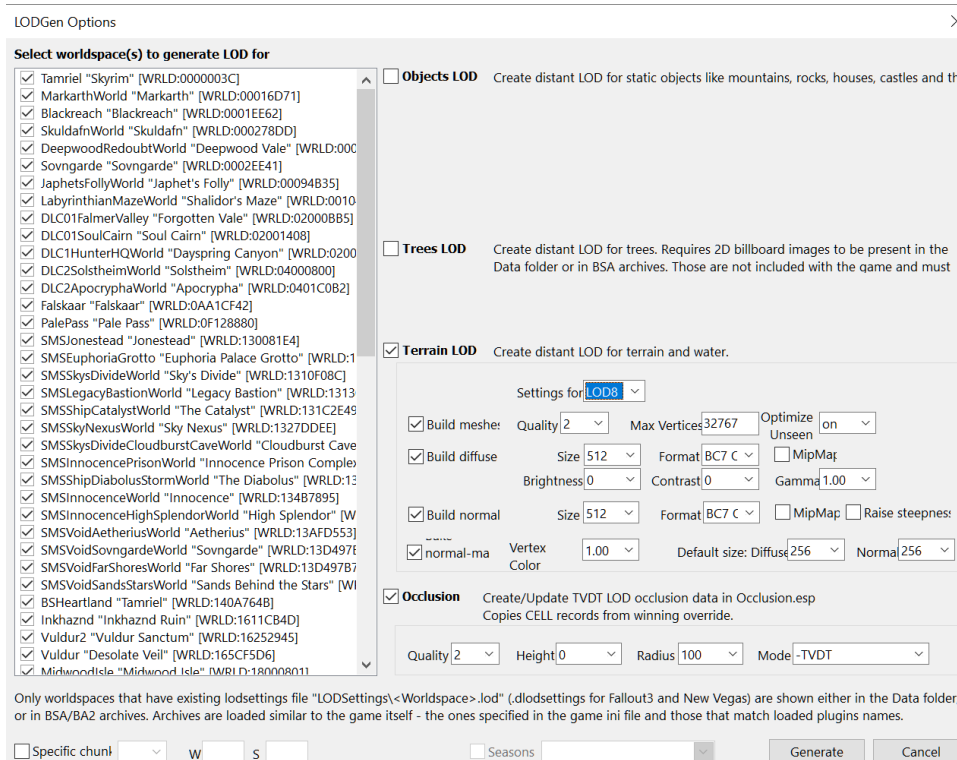 LODGen Options
Select worldspace(s) to generate LOD for
Tamriel "Skyrim" [WRLD:0000003C]
MarkarthWorld "Markarth" [WRLD:00016D71]
Blackreach "Blackreach" [WRLD:0001EE62]
SkuldafnWorld "Skuldafn" [WRLD:000278DD]
DeepwoodRedoubtWorld "Deepwood Vale" [WRLD:000
Sovngarde "Sovngarde" [WRLD:0002EE41]
JaphetsFollyWorld "Japhet's Folly" [WRLD:00094B35]
LabyrinthianMazeWorld "Shalidor's Maze" [WRLD:0010
DLC01FalmerValley "Forgotten Vale" [WRLD:02000BB5]
DLC01SoulCairn "Soul Cairn" [WRLD:02001408]
DLC1HunterHQWorld "Dayspring Canyon" [WRLD:0200
DLC2SolstheimWorld "Solstheim" [WRLD:04000800]
DLC2ApocryphaWorld "Apocrypha" [WRLD:0401C0B2]
Falskaar "Falskaar" [WRLD:0AA1CF42]
PalePass "Pale Pass" [WRLD:0F128880]
SMSJonestead "Jonestead" [WRLD:130081E4]
SMSEuphoriaGrotto "Euphoria Palace Grotto" [WRLD:1
SMSSkysDivideWorld "Sky's Divide" [WRLD:1310F08C]
SMSLegacyBastionWorld "Legacy Bastion" [WRLD:1313
SMSShipCatalystWorld "The Catalyst" [WRLD:131C2E49
SMSSkyNexusWorld "Sky Nexus" [WRLD:1327DDEE]
SMSSkysDivideCloudburstCaveWorld "Cloudburst Cave
SMSInnocencePrisonWorld "Innocence Prison Complex
SMSShipDiabolusStormWorld "The Diabolus" [WRLD:13
SMSInnocenceWorld "Innocence" [WRLD:134B7895]
SMSInnocenceHighSplendorWorld "High Splendor" [W
SMSVoidAetheriusWorld "Aetherius" [WRLD:13AFD553]
SMSVoidSovngardeWorld "Sovngarde" [WRLD:13D497E
SMSVoidFarShoresWorld "Far Shores" [WRLD:13D497B7
SMSVoidSandsStarsWorld "Sands Behind the Stars" [WI
BSHeartland "Tamriel" [WRLD:140A764B]
Inkhaznd "Inkhaznd Ruin" [WRLD:1611CB4D]
Vuldur2 "Vuldur Sanctum" [WRLD:16252945]
Vuldur "Desolate Veil" [WRLD:165CF5D6]
MidwoodIsle "Midwood Isle" [WRLD:18000801]
Objects LOD Create distant LOD for static objects like mountains, rocks, houses, castles and th
Trees LOD Create distant LOD for trees. Requires 2D billboard images to be present in the
Data folder or in BSA archives. Those are not included with the game and must
Terrain LOD Create distant LOD for terrain and water.
Settings for LOD8
Build meshes Quality 2 Max Vertices 32767 Optimize Unseen on
Build diffuse Size 512 Format BC7 C MipMap
Brightness 0 Contrast 0 Gamma 1.00
Build normal Size 512 Format BC7 C MipMap Raise steepness
normal-ma Vertex Color 1.00 Default size: Diffuse 256 Normal 256
Occlusion Create/Update TVDT LOD occlusion data in Occlusion.esp
Copies CELL records from winning override.
Quality 2 Height 0 Radius 100 Mode -TVDT
Only worldspaces that have existing lodsettings file "LODSettings\<Worldspace>.lod" (.dlodsettings for Fallout3 and New Vegas) are shown either in the Data folder
or in BSA/BA2 archives. Archives are loaded similar to the game itself - the ones specified in the game ini file and those that match loaded plugins names.
Specific chunk W S Seasons Generate Cancel